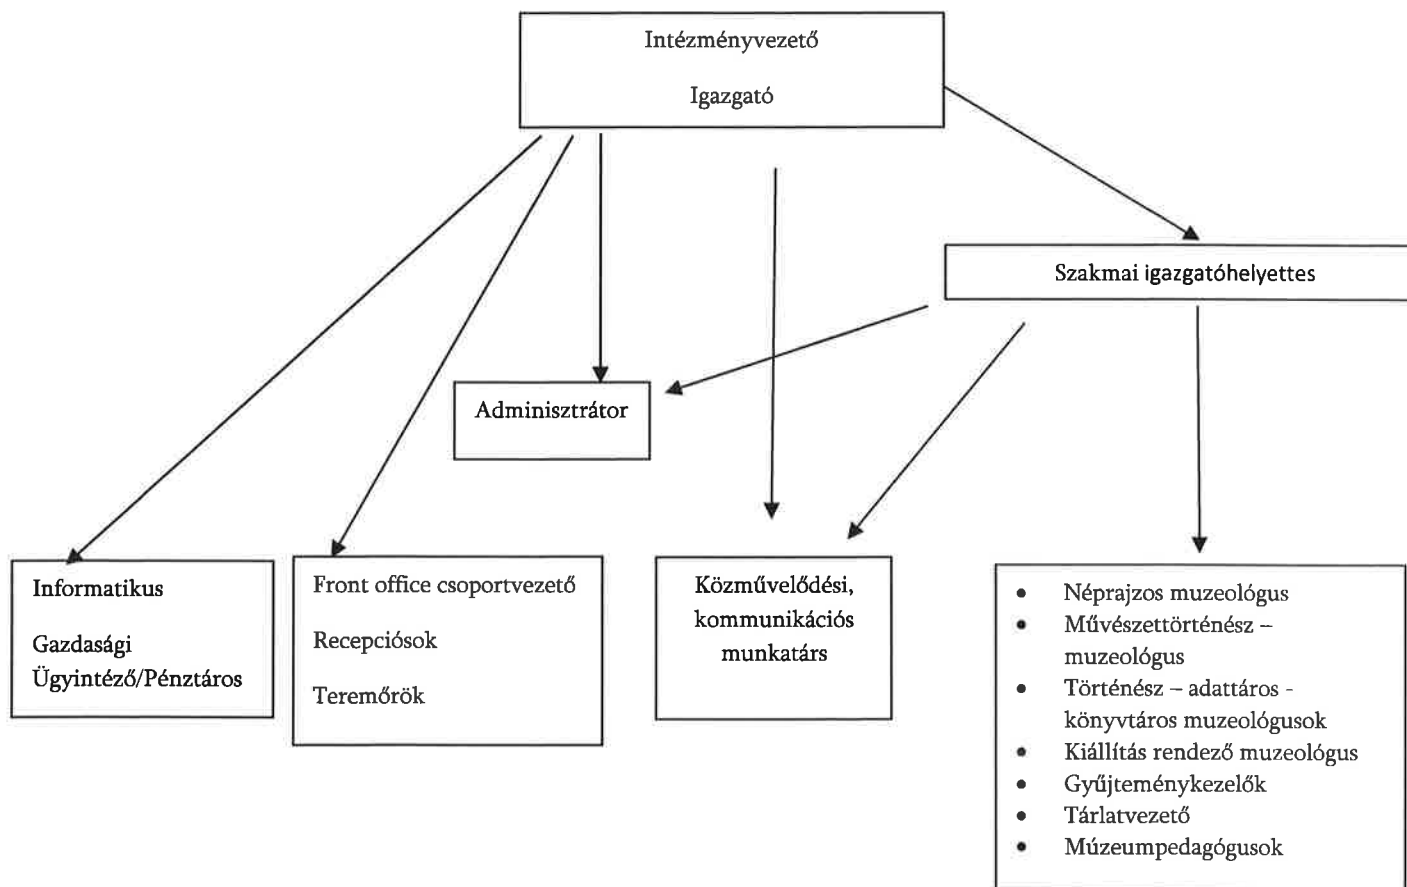 Intézményvezető
Igazgató
Szakmai igazgatóhelyettes
Adminisztrátor
Informatikus
Gazdasági
Ügyintéző/Pénztáros
Front office csoportvezető
Recepciósok
Teremőrök
Közművelődési,
kommunikációs
munkatárs
• Néprajzos muzeológus
• Művészettörténész –
muzeológus
• Történész – adattáros -
könyvtáros muzeológusok
• Kiállítás rendező muzeológus
• Gyűjteménykezelők
• Tárlatvezető
• Múzeumpedagógusok